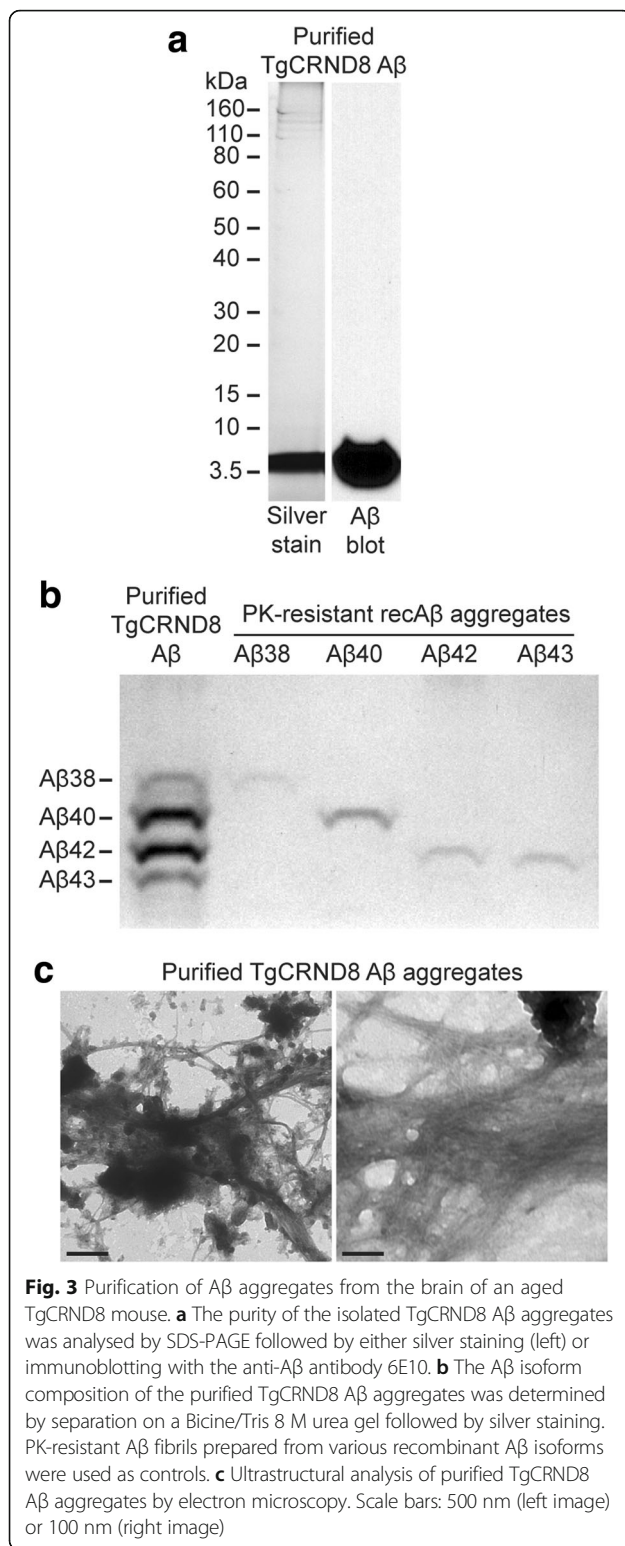 a
Purified
TgCRND8 Aβ
kDa
160 –
110 –
80 –
60 –
50 –
40 –
30 –
20 –
15 –
10 –
3.5 –
Silver
stain
Aβ
blot
b
Purified
TgCRND8
Aβ
PK-resistant recAβ aggregates
Aβ38 Aβ40 Aβ42 Aβ43
Aβ38 –
Aβ40 –
Aβ42 –
Aβ43 –
c
Purified TgCRND8 Aβ aggregates
Fig. 3 Purification of Aβ aggregates from the brain of an aged
TgCRND8 mouse. a The purity of the isolated TgCRND8 Aβ aggregates
was analysed by SDS-PAGE followed by either silver staining (left) or
immunoblotting with the anti-Aβ antibody 6E10. b The Aβ isoform
composition of the purified TgCRND8 Aβ aggregates was determined
by separation on a Bicine/Tris 8 M urea gel followed by silver staining.
PK-resistant Aβ fibrils prepared from various recombinant Aβ isoforms
were used as controls. c Ultrastructural analysis of purified TgCRND8
Aβ aggregates by electron microscopy. Scale bars: 500 nm (left image)
or 100 nm (right image)